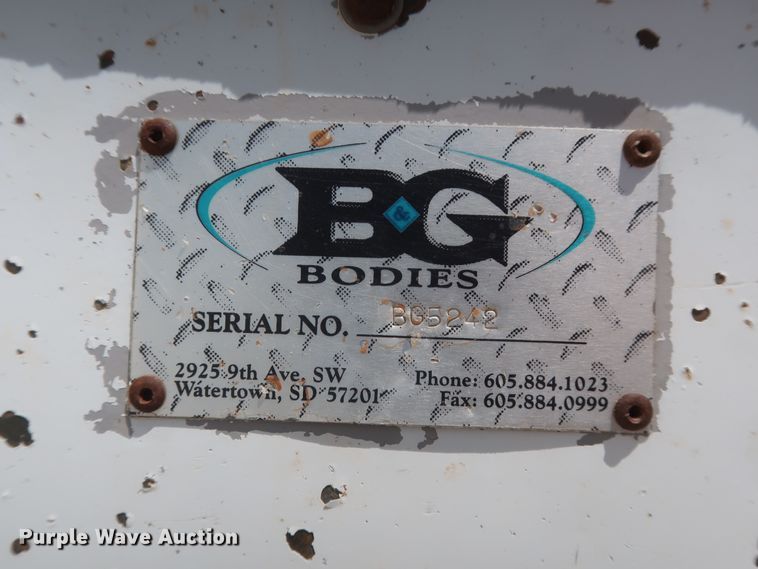 B&G
BODIES
SERIAL NO. BG5242
2925 9th Ave. SW
Watertown, SD 57201
Phone: 605.884.1023
Fax: 605.884.0999
Purple Wave Auction